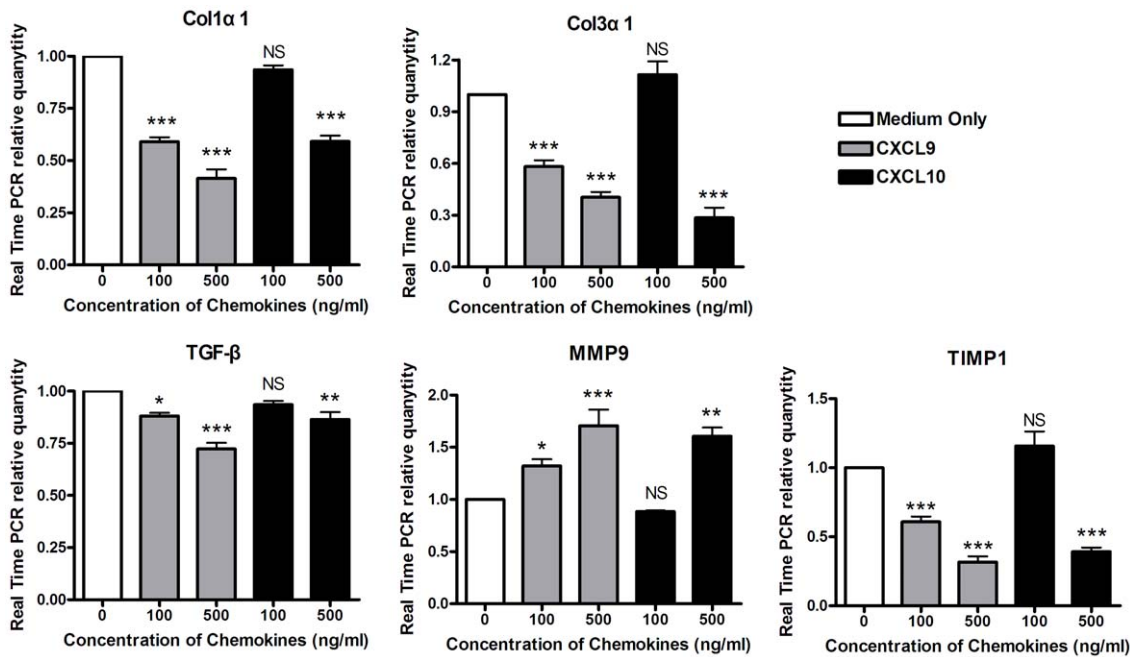 Col1α 1
Real Time PCR relative quanytity
1.00
0.75
0.50
0.25
0.00
***
***
NS
***
0 100 500 100 500
Concentration of Chemokines (ng/ml)
Col3α 1
Real Time PCR relative quanytity
1.2
0.9
0.6
0.3
0.0
***
***
NS
***
0 100 500 100 500
Concentration of Chemokines (ng/ml)
Medium Only
CXCL9
CXCL10
TGF-β
Real Time PCR relative quanytity
1.00
0.75
0.50
0.25
0.00
*
***
NS
**
0 100 500 100 500
Concentration of Chemokines (ng/ml)
MMP9
Real Time PCR relative quanytity
2.0
1.5
1.0
0.5
0.0
*
***
NS
**
0 100 500 100 500
Concentration of Chemokines (ng/ml)
TIMP1
Real Time PCR relative quanytity
1.5
1.0
0.5
0.0
***
***
NS
***
0 100 500 100 500
Concentration of Chemokines (ng/ml)